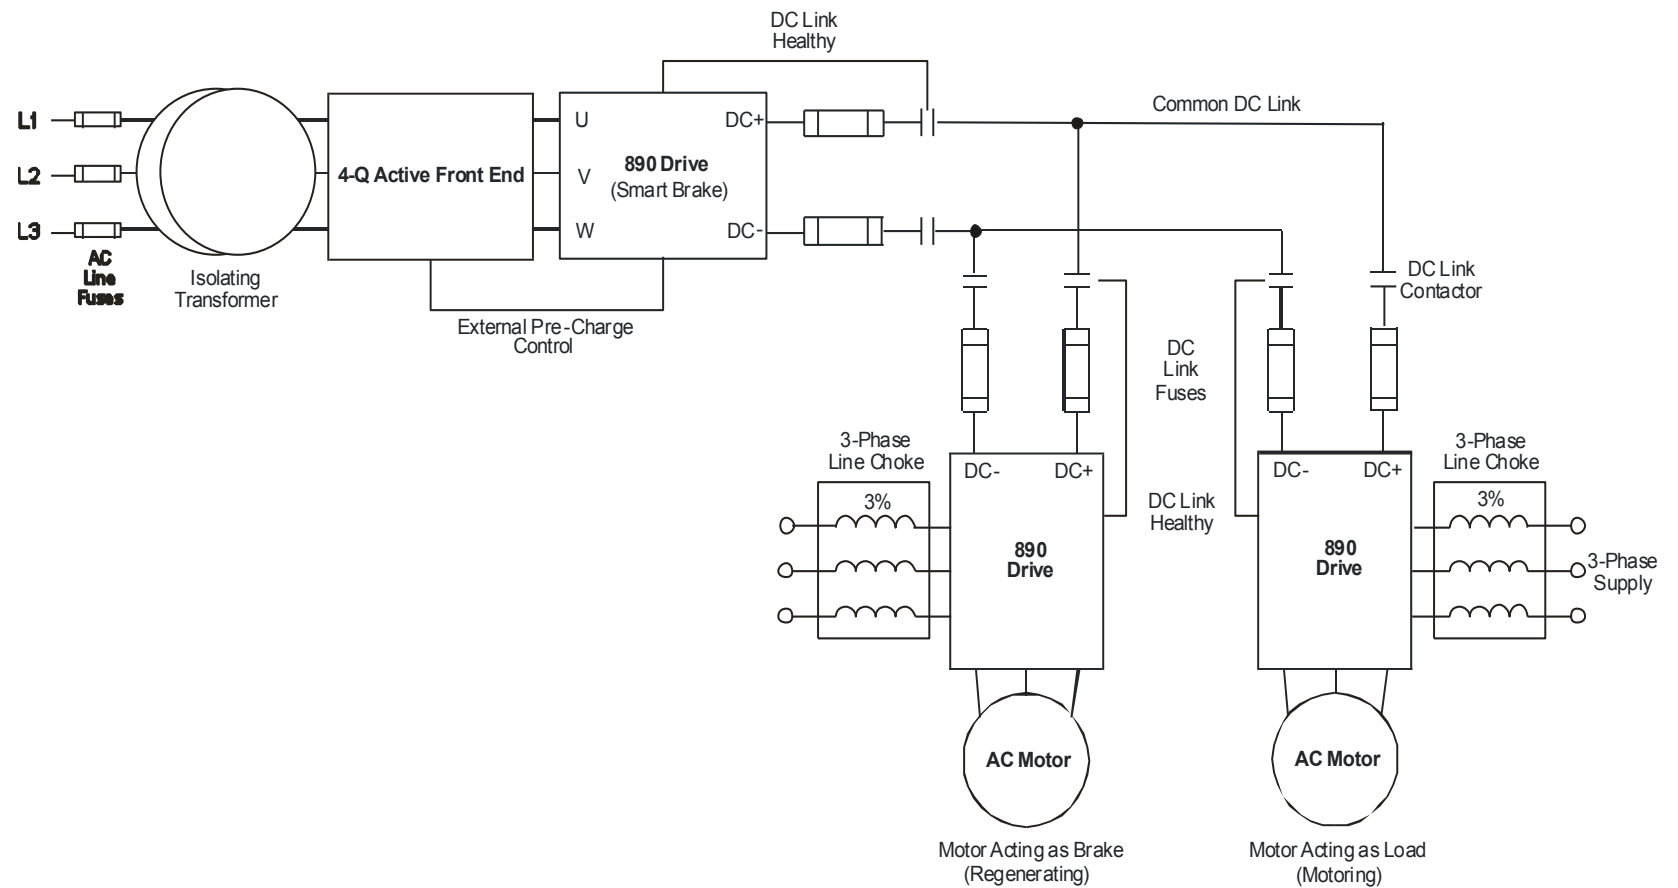 DC Link
Healthy
L1
L2
L3
AC
Line
Fuses
Isolating
Transformer
4-Q Active Front End
External Pre-Charge
Control
U
V
W
890 Drive
(Smart Brake)
DC+
DC-
Common DC Link
DC Link
Contactor
DC
Link
Fuses
3-Phase
Line Choke
3%
DC-
DC+
890
Drive
DC Link
Healthy
DC-
DC+
890
Drive
3-Phase
Line Choke
3%
3-Phase
Supply
AC Motor
AC Motor
Motor Acting as Brake
(Regenerating)
Motor Acting as Load
(Motoring)